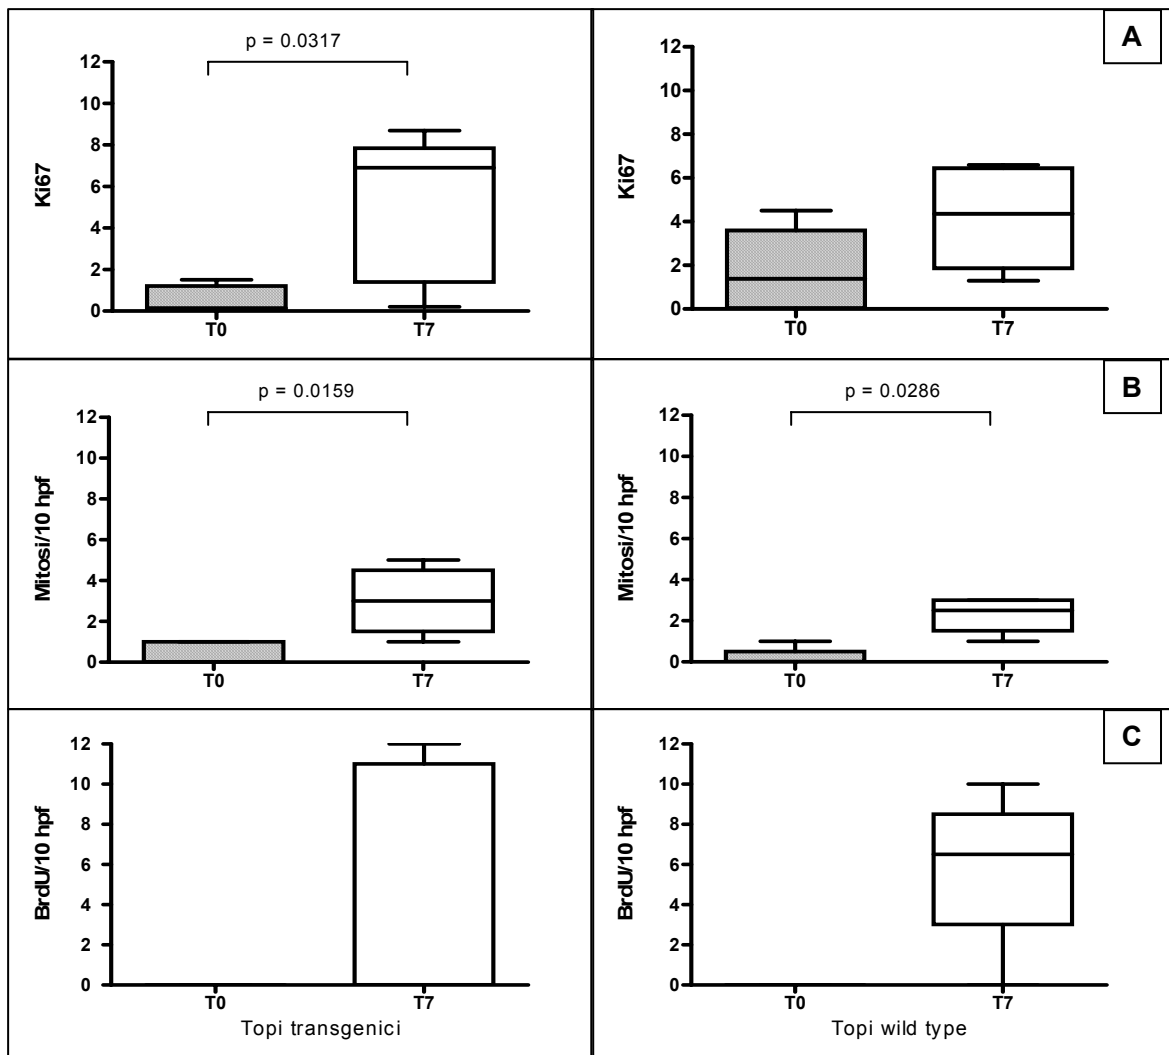 A
p = 0.0317
Ki67
12
10
8
6
4
2
0
T0 T7
Ki67
12
10
8
6
4
2
0
T0 T7
B
p = 0.0159
Mitosi/10 hpf
12
10
8
6
4
2
0
T0 T7
p = 0.0286
Mitosi/10 hpf
12
10
8
6
4
2
0
T0 T7
C
BrdU/10 hpf
12
10
8
6
4
2
0
T0 T7
Topi transgenici
BrdU/10 hpf
12
10
8
6
4
2
0
T0 T7
Topi wild type